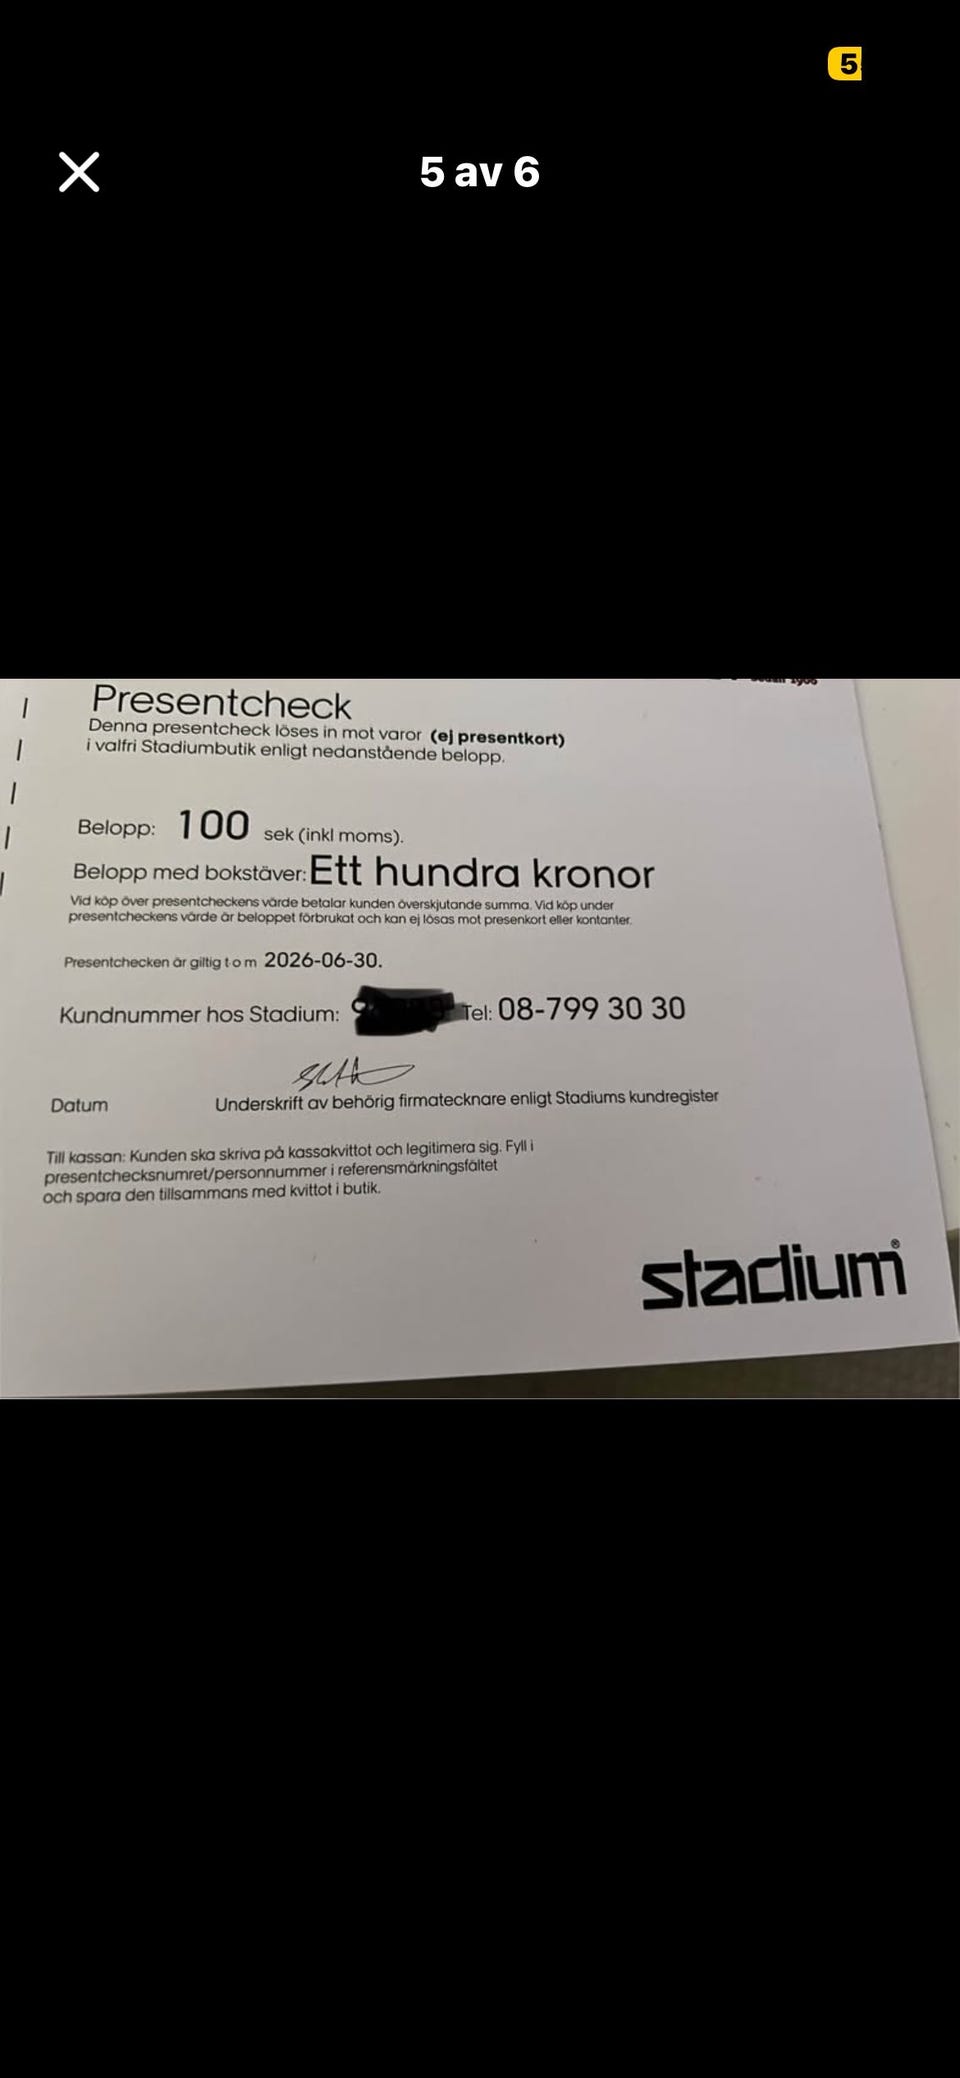 5
5 av 6
Presentcheck
Denna presentcheck löses in mot varor (ej presentkort)
i valfri Stadiumbutik enligt nedanstående belopp.
Belopp: 100 sek (inkl moms).
Belopp med bokstäver: Ett hundra kronor
Vid köp över presentcheckens värde betalar kunden överskjutande summa. Vid köp under
presentcheckens värde är beloppet förbrukat och kan ej lösas mot presenkort eller kontanter.
Presentchecken är giltig t o m 2026-06-30.
Kundnummer hos Stadium: Tel: 08-799 30 30
Datum
Underskrift av behörig firmatecknare enligt Stadiums kundregister
Till kassan: Kunden ska skriva på kassakvittot och legitimera sig. Fyll i
presentchecksnumret/personnummer i referensmärkningsfältet
och spara den tillsammans med kvittot i butik.
stadium®